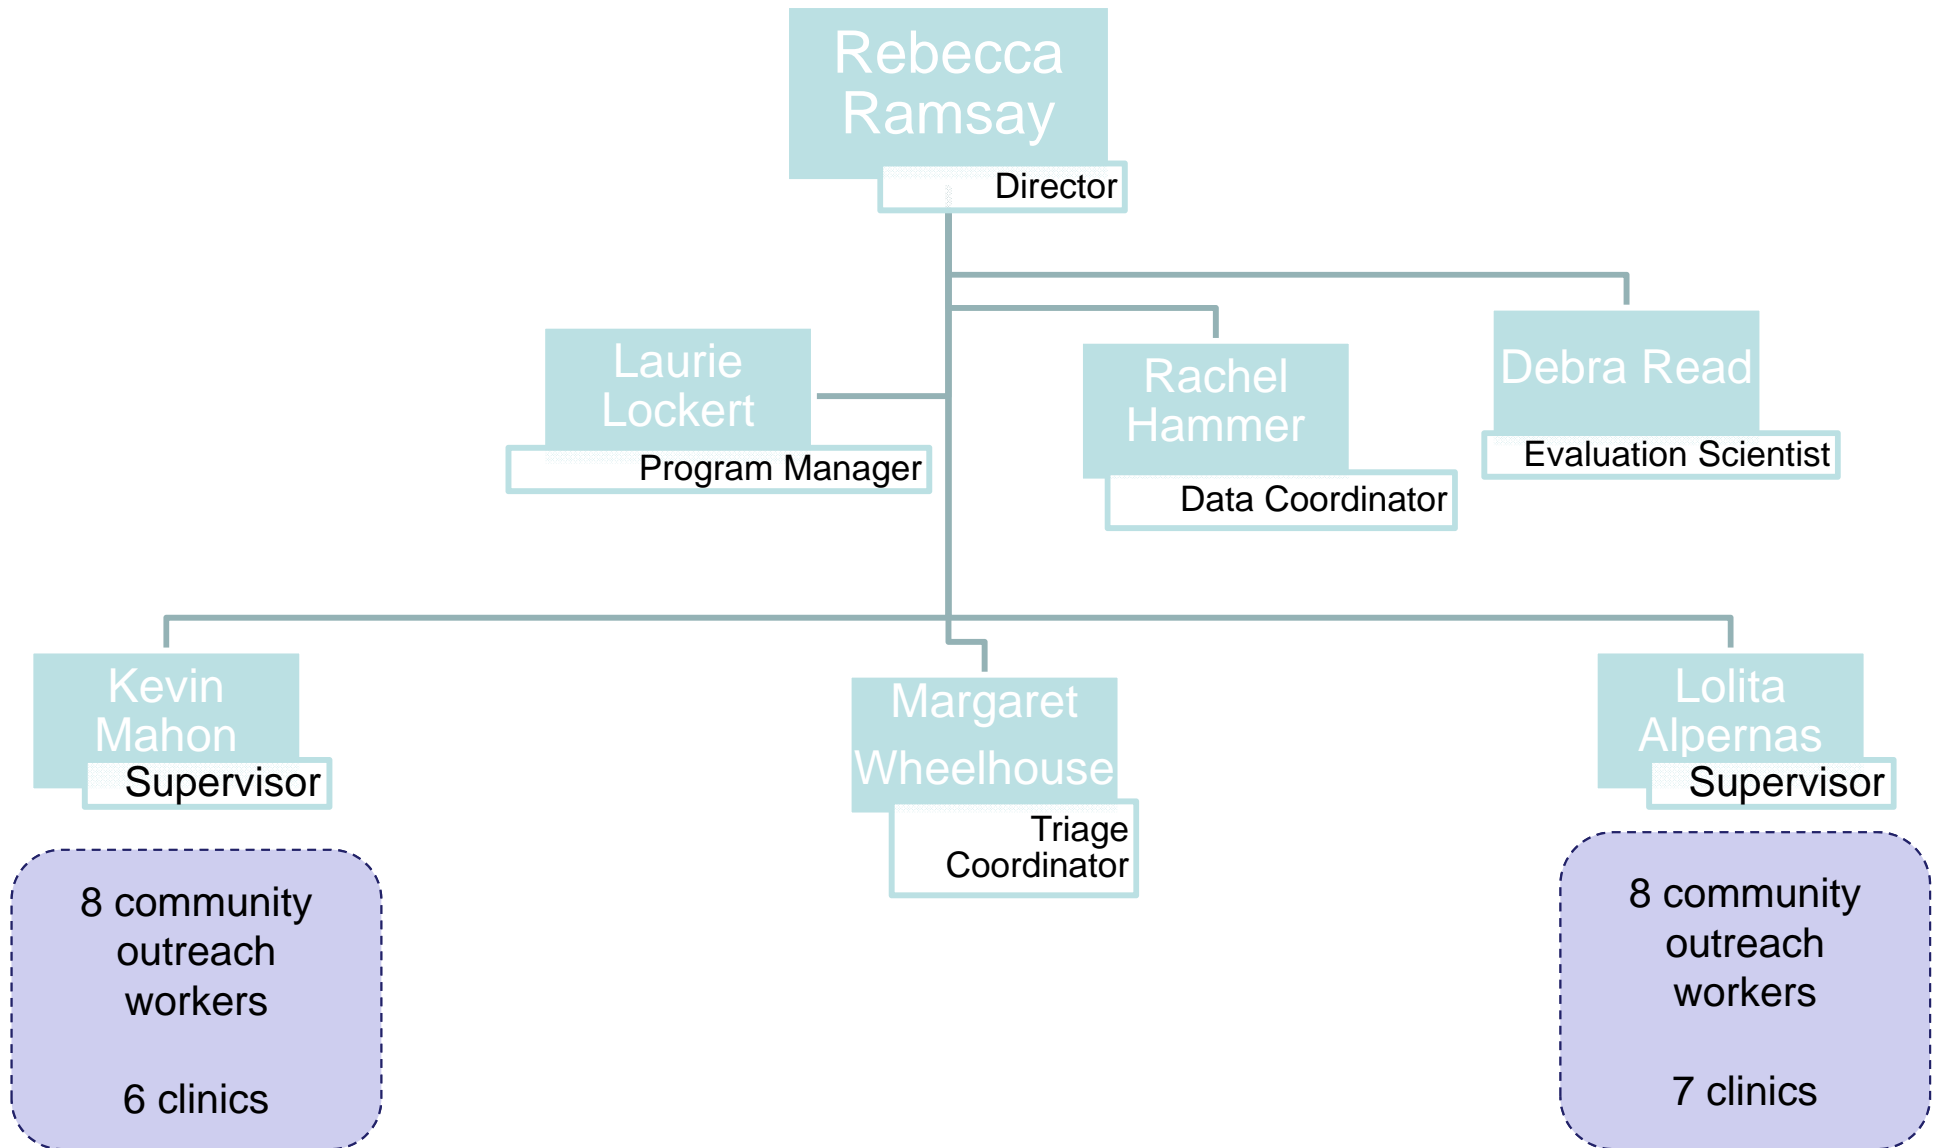 Rebecca
Ramsay
Director
Laurie
Lockert
Program Manager
Rachel
Hammer
Data Coordinator
Debra Read
Evaluation Scientist
Kevin
Mahon
Supervisor
Margaret
Wheelhouse
Triage
Coordinator
Lolita
Alpernas
Supervisor
8 community
outreach
workers
6 clinics
8 community
outreach
workers
7 clinics